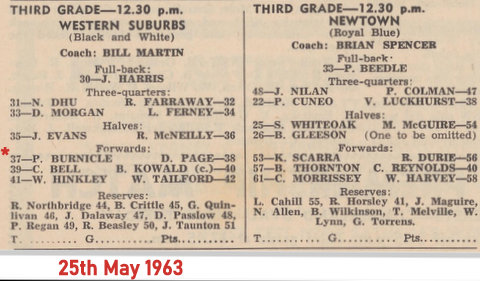 THIRD GRADE—12.30 p.m.
WESTERN SUBURBS
(Black and White)
Coach: BILL MARTIN
Full-back:
30—J. HARRIS
Three-quarters:
31—N. DHU R. FARRAWAY—32
33—D. MORGAN L. FERNEY—34
Halves:
35—J. EVANS R. McNEILLY—36
Forwards:
* 37—P. BURNICLE D. PAGE—38
39—C. BELL B. KOWALD (c.)—40
41—W. HINKLEY W. TAILFORD—42
Reserves:
R. Northbridge 44, B. Crittle 45, G. Quin-
livan 46, J. Dalaway 47, D. Passlow 48,
P. Regan 49, R. Beasley 50, J. Taunton 51
T............ G............ Pts............
THIRD GRADE—12.30 p.m.
NEWTOWN
(Royal Blue)
Coach: BRIAN SPENCER
Full-back:
33—P. BEEDLE
Three-quarters:
48—J. NILAN P. COLMAN—47
22—P. CUNEO V. LUCKHURST—38
Halves:
25—S. WHITEOAK M. McGUIRE—54
26—B. GLEESON (One to be omitted)
Forwards:
53—K. SCARRA R. DURIE—56
57—B. THORNTON C. REYNOLDS—40
61—C. MORRISSEY W. HARVEY—58
Reserves:
L. Cahill 55, R. Horsley 41, J. Maguire,
N. Allen, B. Wilkinson, T. Melville, W.
Lynn, G. Torrens.
T............ G............ Pts............
25th May 1963